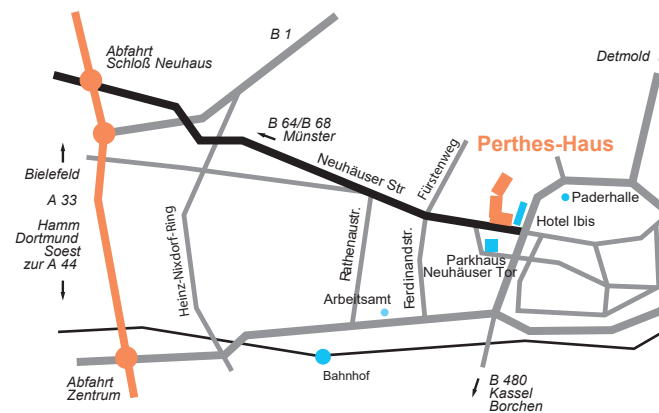 B 1
Abfahrt
Schloß Neuhaus
Detmold
B 64/B 68
Münster
Neuhäuser Str
Fürstenweg
Perthes-Haus
Bielefeld
A 33
Hamm
Dortmund
Soest
zur A 44
Paderhalle
Hotel Ibis
Heinz-Nixdorf-Ring
Rathenaustr.
Ferdinandstr.
Parkhaus
Neuhäuser Tor
Arbeitsamt
Bahnhof
Abfahrt
Zentrum
B 480
Kassel
Borchen